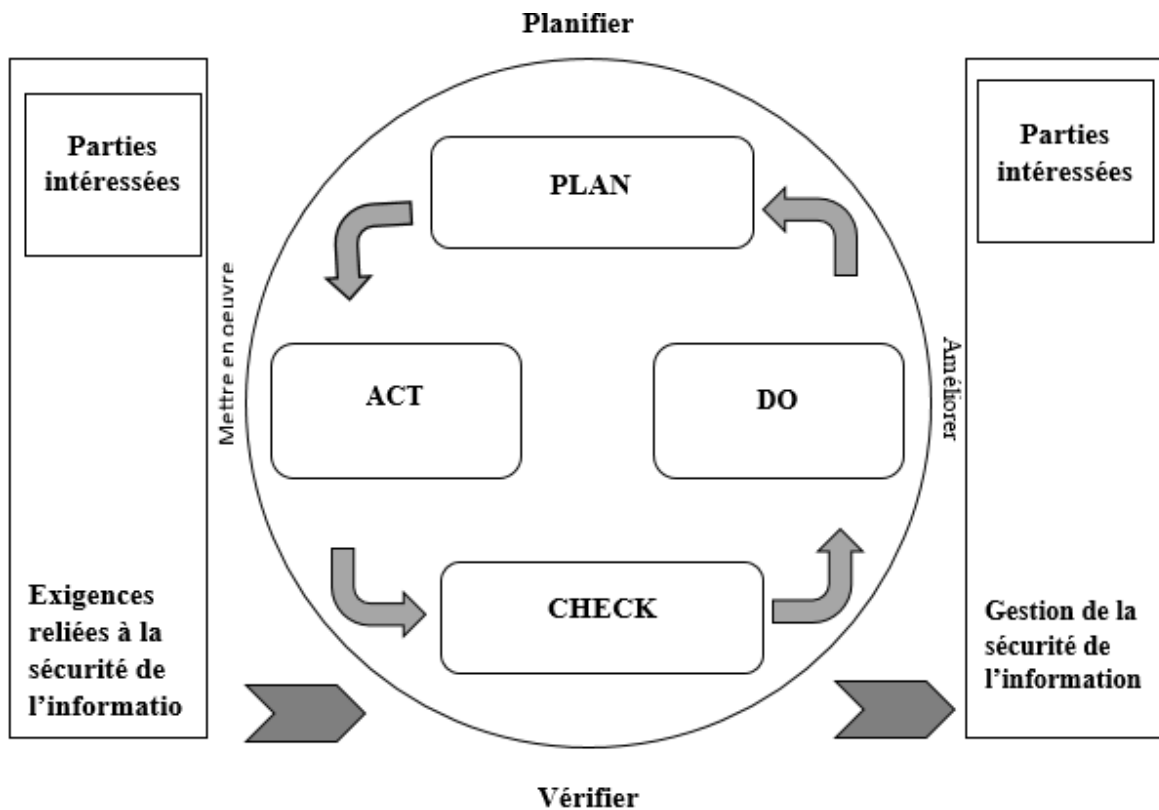 Planifier
Parties
intéressées
Mettre en oeuvre
Exigences
reliées à la
sécurité de
l'informatio
PLAN
ACT
DO
CHECK
Améliorer
Parties
intéressées
Gestion de la
sécurité de
l'information
Vérifier